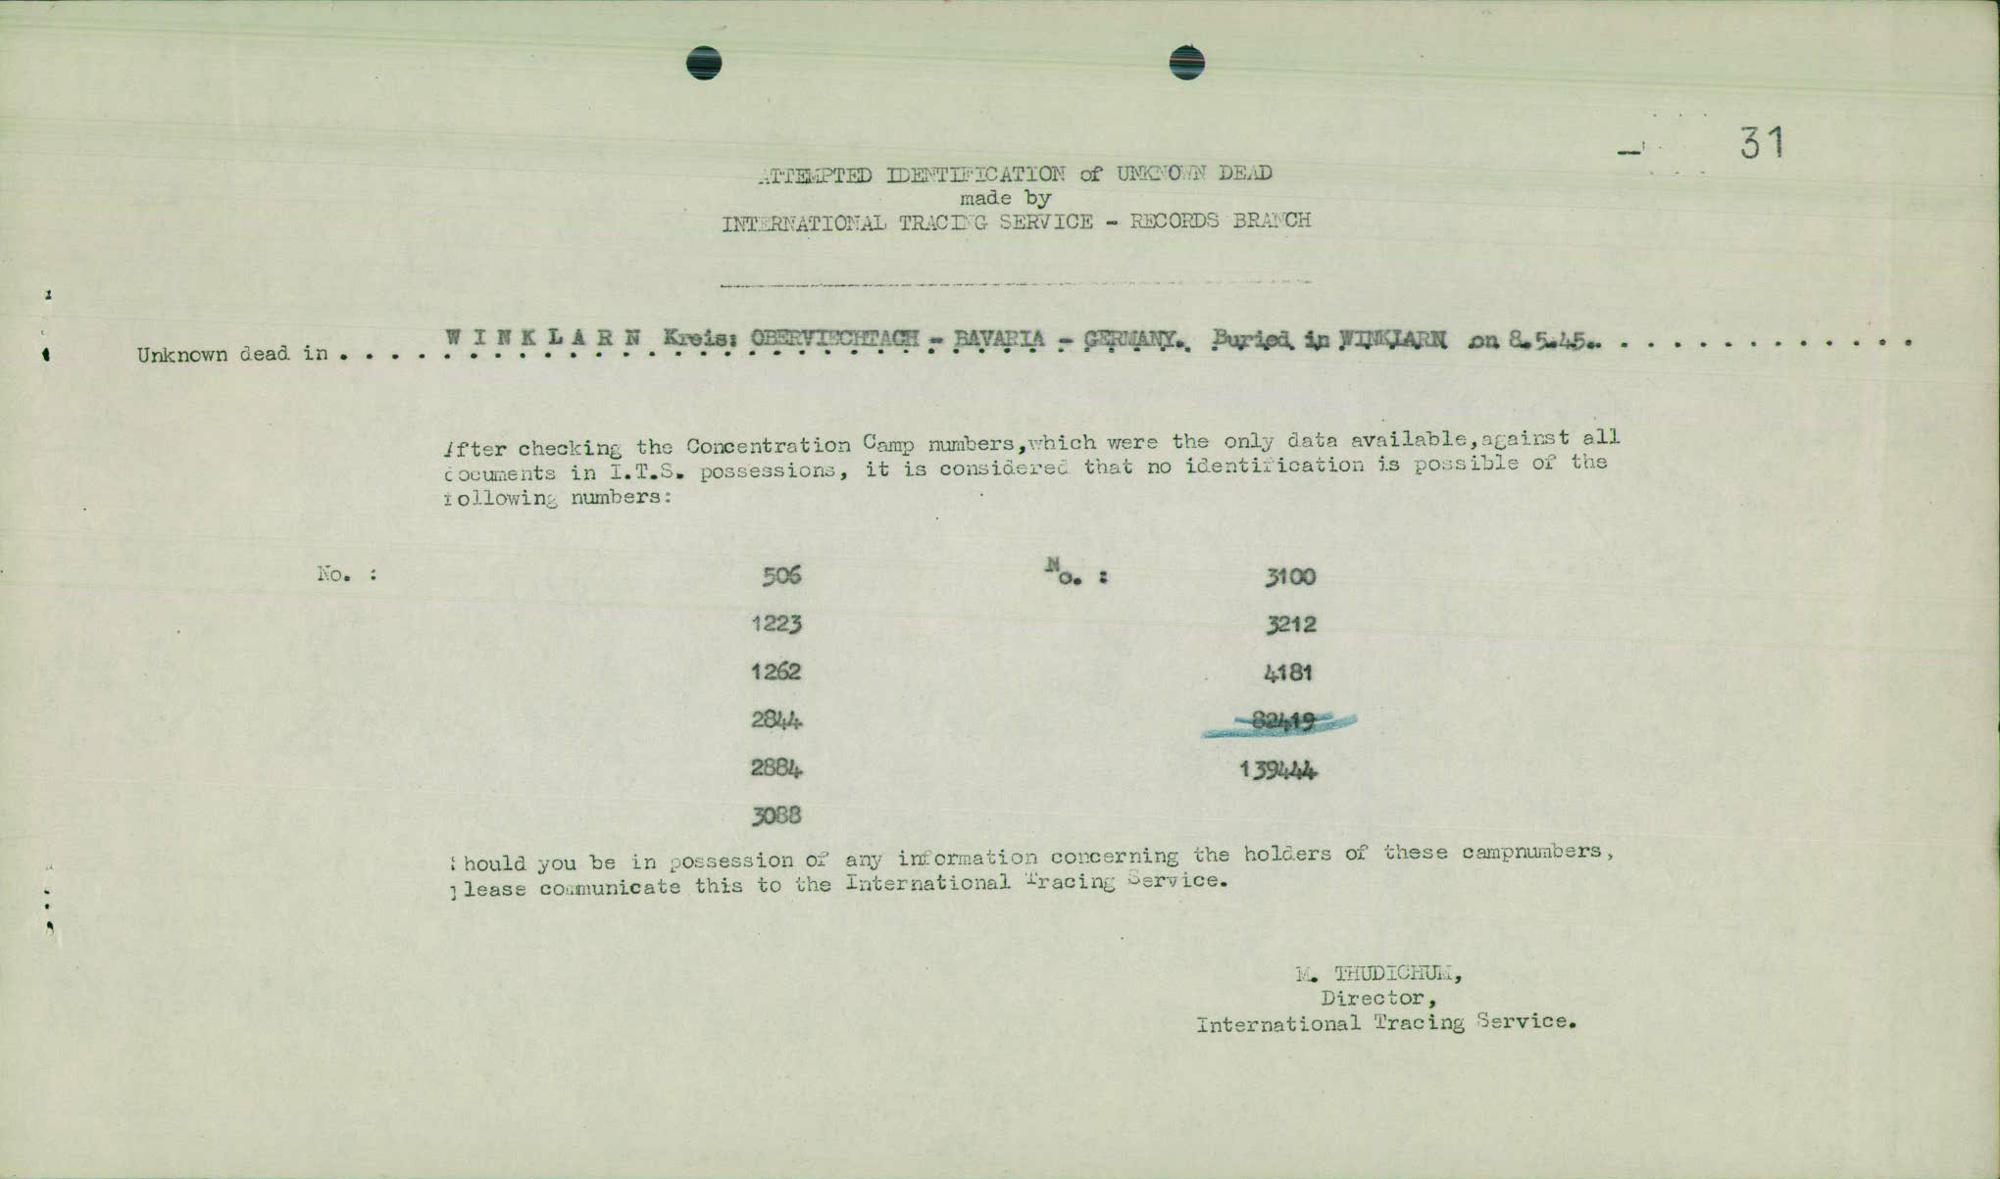 31
ATTEMPTED IDENTIFICATION of UNKNOWN DEAD
made by
INTERNATIONAL TRACING SERVICE - RECORDS BRANCH
Unknown dead in . . . . W I N K L A R N Kreis: OBERVIECHTACH - BAVARIA - GERMANY. Buried in WINKLARN on 8.5.45. . . . . . . . . . . . .
After checking the Concentration Camp numbers,which were the only data available,against all
documents in I.T.S. possessions, it is considered that no identification is possible of the
following numbers:
No. : 506 No. : 3100
1223 3212
1262 4181
2844 82419
2884 139444
3088
Should you be in possession of any information concerning the holders of these campnumbers,
please communicate this to the International Tracing Service.
M. THUDICHUM,
Director,
International Tracing Service.